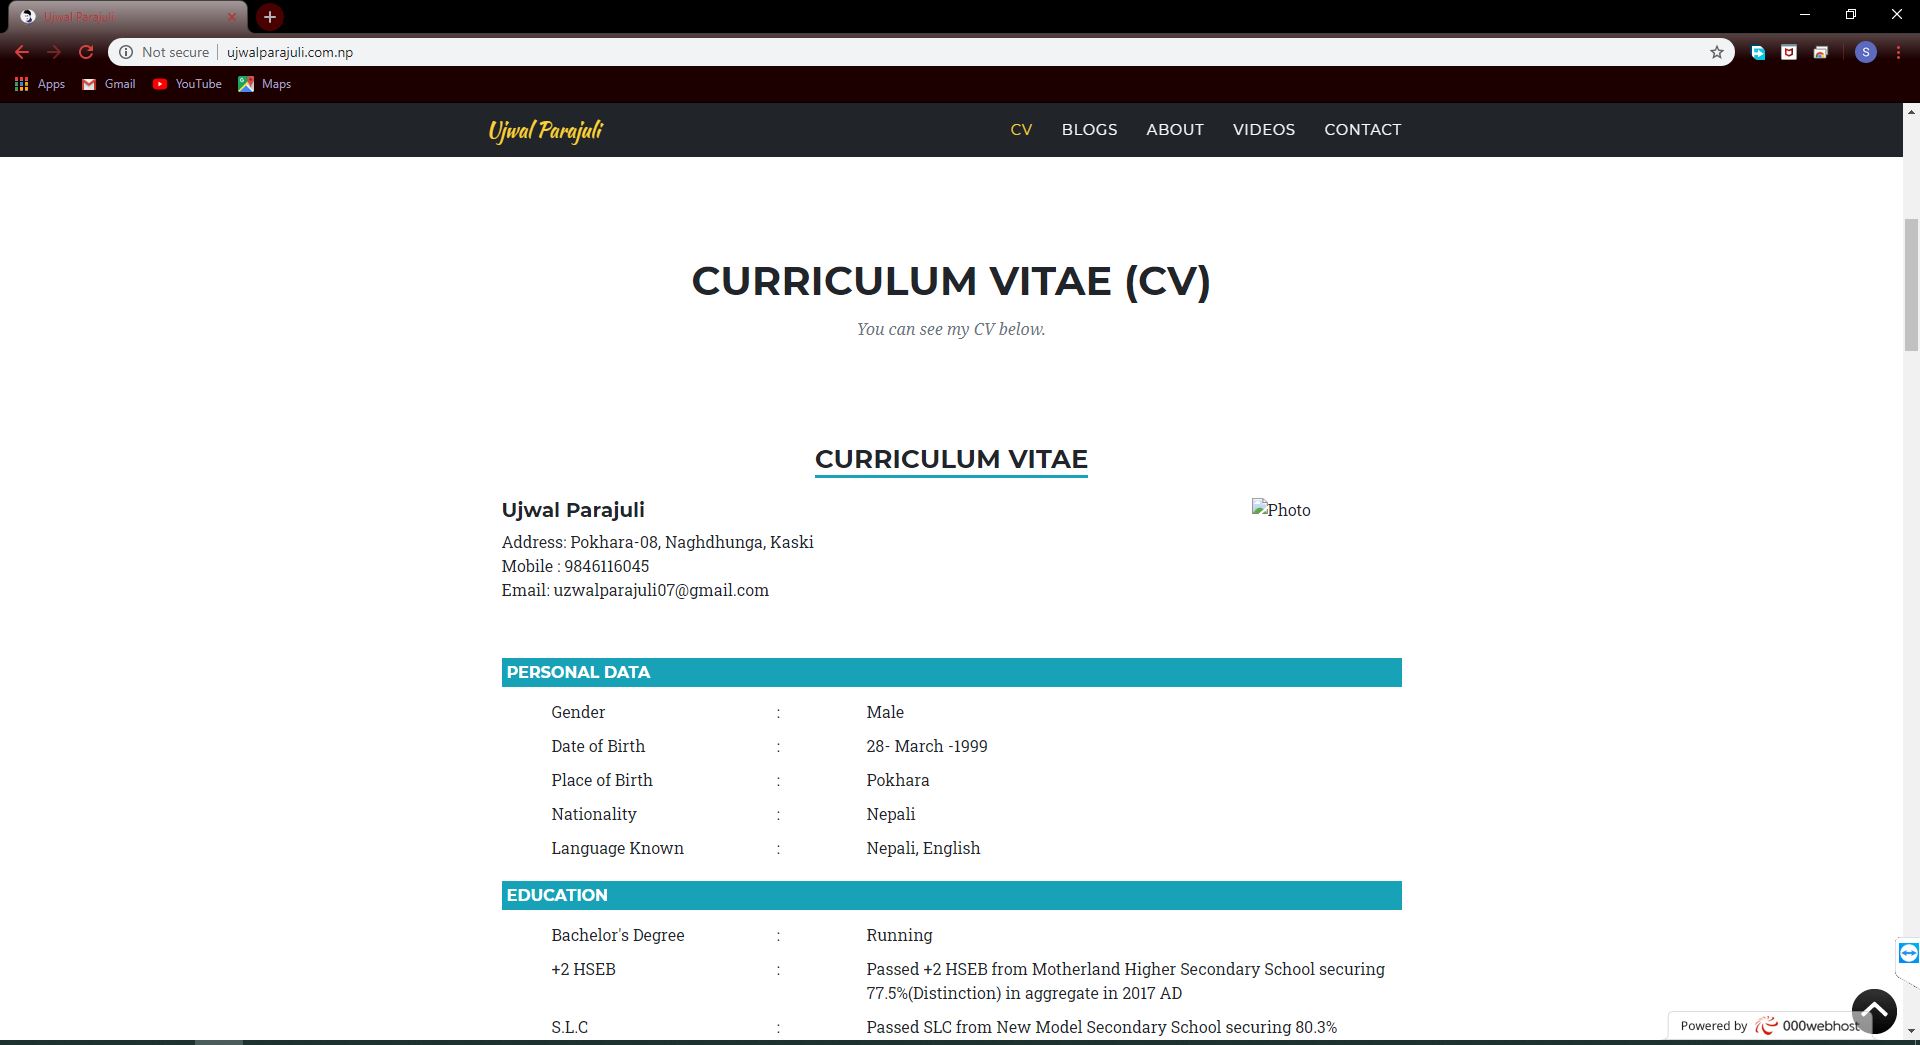 Ujwal Parajuli
Not secure ujwalparajuli.com.np
S
Apps Gmail YouTube Maps
Ujwal Parajuli CV BLOGS ABOUT VIDEOS CONTACT
CURRICULUM VITAE (CV)
You can see my CV below.
CURRICULUM VITAE
Ujwal Parajuli
Photo
Address: Pokhara-08, Naghdhunga, Kaski
Mobile : 9846116045
Email: uzwalparajuli07@gmail.com
PERSONAL DATA
Gender : Male
Date of Birth : 28- March -1999
Place of Birth : Pokhara
Nationality : Nepali
Language Known : Nepali, English
EDUCATION
Bachelor's Degree : Running
+2 HSEB : Passed +2 HSEB from Motherland Higher Secondary School securing
77.5%(Distinction) in aggregate in 2017 AD
S.L.C : Passed SLC from New Model Secondary School securing 80.3%
Powered by 000webhost